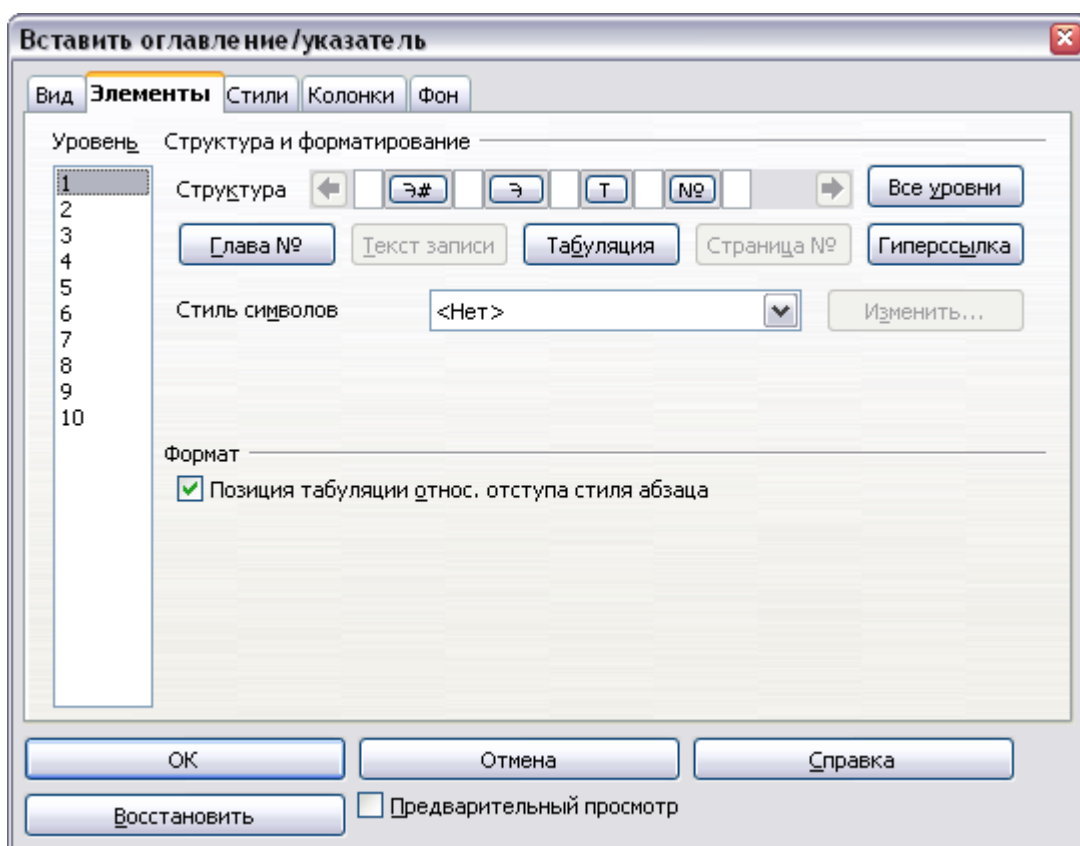 Вставить оглавление/указатель
Вид Элементы Стили Колонки Фон
Уровень Структура и форматирование
1
2
3
4
5
6
7
8
9
10
Структура Э# Э Т № Все уровни
Глава № Текст записи Табуляция Страница № Гиперссылка
Стиль символов <Нет> Изменить...
Формат
Позиция табуляции относ. отступа стиля абзаца
ОК Отмена Справка
Восстановить Предварительный просмотр